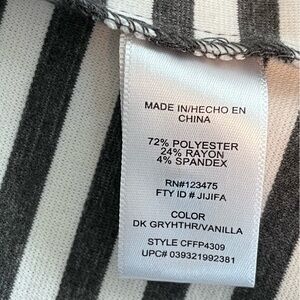 MADE IN/HECHO EN
CHINA
72% POLYESTER
24% RAYON
4% SPANDEX
RN#123475
FTY ID # JIJIFA
COLOR
DK GRYHTHR/VANILLA
STYLE CFFP4309
UPC# 039321992381